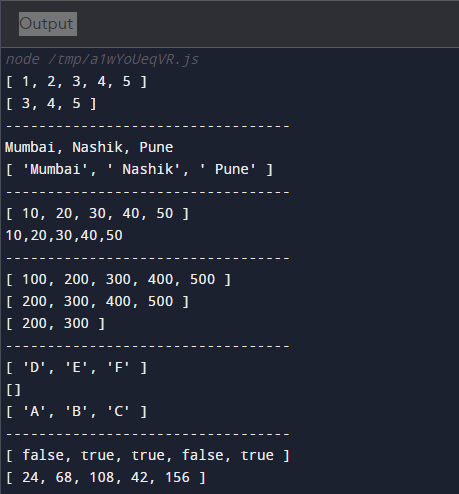 Output
node /tmp/a1wYoUeqVR.js
[ 1, 2, 3, 4, 5 ]
[ 3, 4, 5 ]
----------------------------------
Mumbai, Nashik, Pune
[ 'Mumbai', ' Nashik', ' Pune' ]
----------------------------------
[ 10, 20, 30, 40, 50 ]
10,20,30,40,50
----------------------------------
[ 100, 200, 300, 400, 500 ]
[ 200, 300, 400, 500 ]
[ 200, 300 ]
----------------------------------
[ 'D', 'E', 'F' ]
[]
[ 'A', 'B', 'C' ]
----------------------------------
[ false, true, true, false, true ]
[ 24, 68, 108, 42, 156 ]